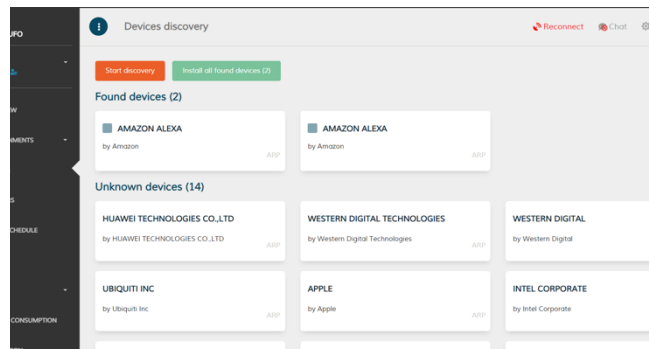 UFO
Devices discovery
Reconnect
Chat
Start discovery
Install all found devices (2)
Found devices (2)
AMAZON ALEXA
by Amazon
ARP
AMAZON ALEXA
by Amazon
ARP
Unknown devices (14)
HUAWEI TECHNOLOGIES CO.,LTD
by HUAWEI TECHNOLOGIES CO.,LTD
ARP
WESTERN DIGITAL TECHNOLOGIES
by Western Digital Technologies
ARP
WESTERN DIGITAL
by Western Digital
UBIQUITI INC
by Ubiquiti Inc
ARP
APPLE
by Apple
ARP
INTEL CORPORATE
by Intel Corporate
CONSUMPTION